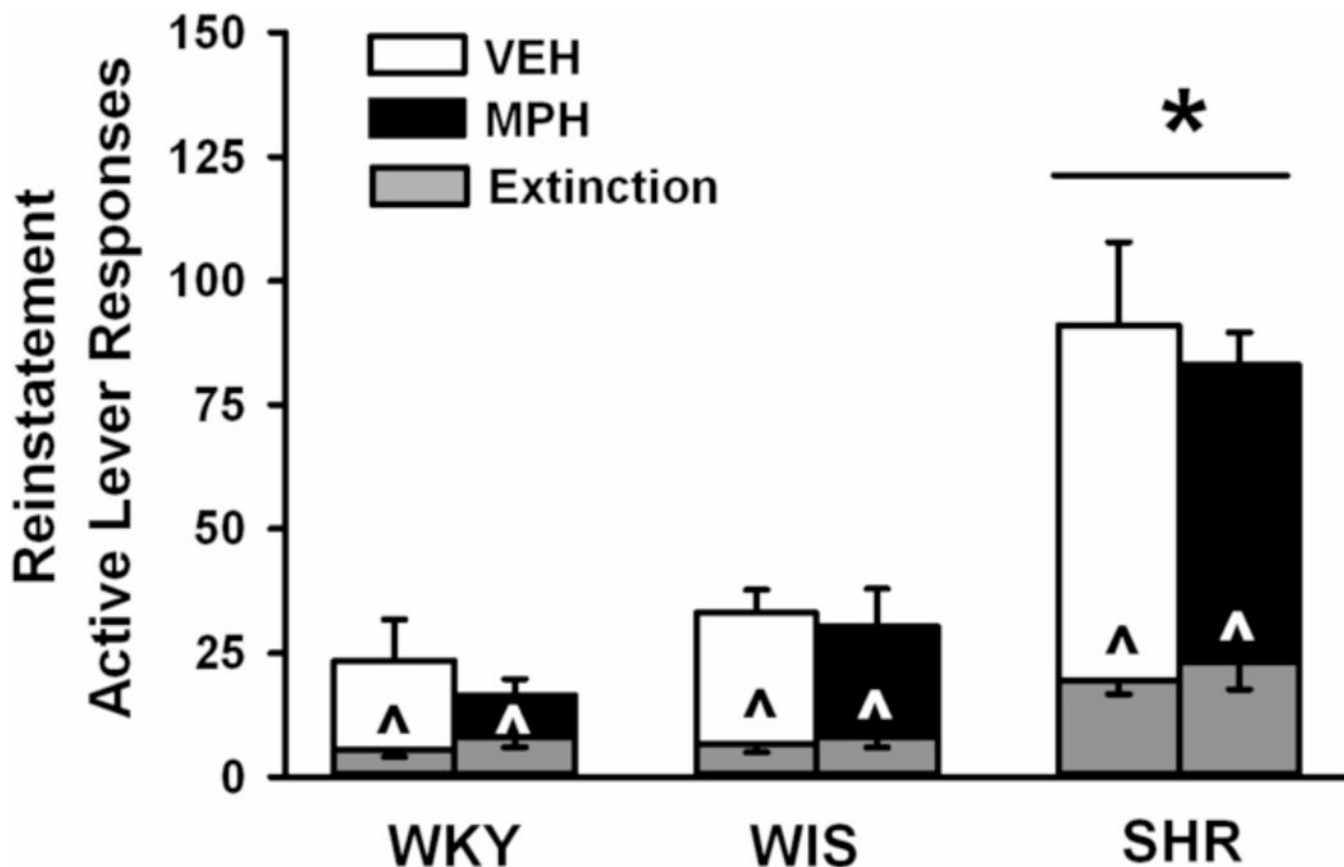 Reinstatement
Active Lever Responses
150
125
100
75
50
25
0
VEH
MPH
Extinction
*
^ ^ ^ ^ ^ ^
WKY WIS SHR